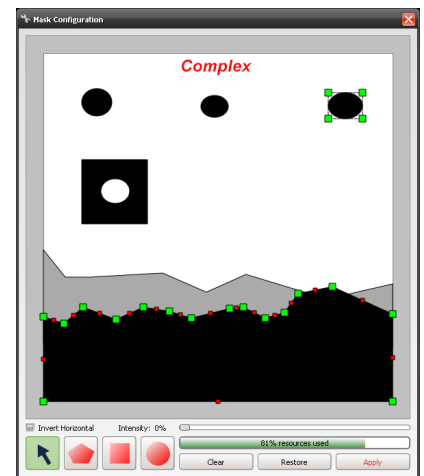 Mask Configuration
Complex
Invert Horizontal
Intensity: 0%
81% resources used
Clear
Restore
Apply